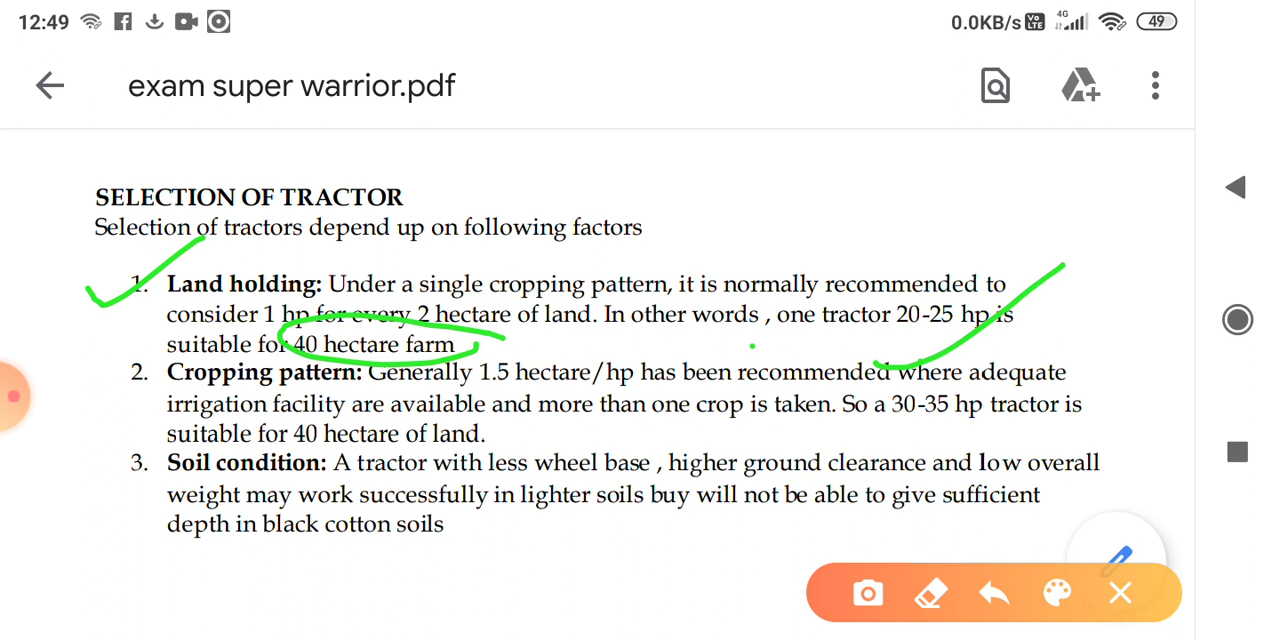 12:49
0.0KB/s Vo LTE 4G 49
exam super warrior.pdf
SELECTION OF TRACTOR
Selection of tractors depend up on following factors
1. Land holding: Under a single cropping pattern, it is normally recommended to
consider 1 hp for every 2 hectare of land. In other words , one tractor 20-25 hp is
suitable for 40 hectare farm
2. Cropping pattern: Generally 1.5 hectare/hp has been recommended where adequate
irrigation facility are available and more than one crop is taken. So a 30-35 hp tractor is
suitable for 40 hectare of land.
3. Soil condition: A tractor with less wheel base , higher ground clearance and low overall
weight may work successfully in lighter soils buy will not be able to give sufficient
depth in black cotton soils